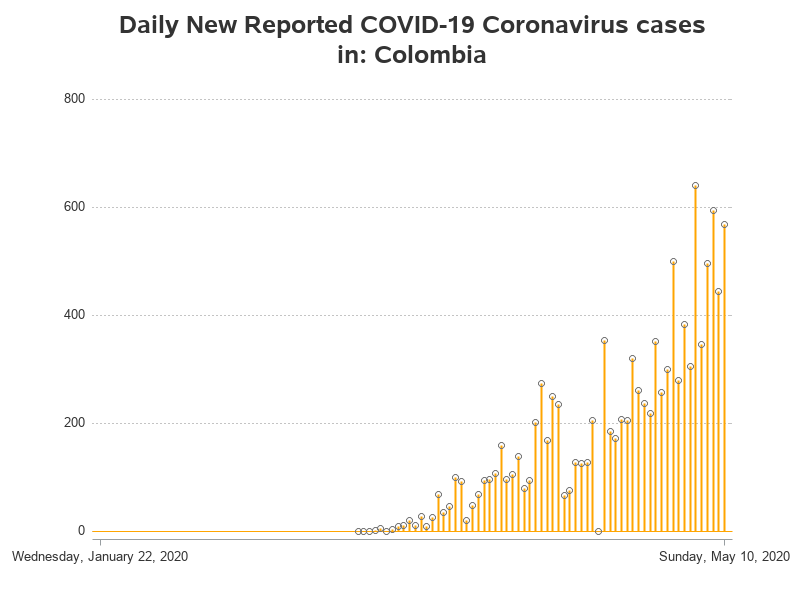 Daily New Reported COVID-19 Coronavirus cases
in: Colombia
800
600
400
200
0
Wednesday, January 22, 2020 Sunday, May 10, 2020